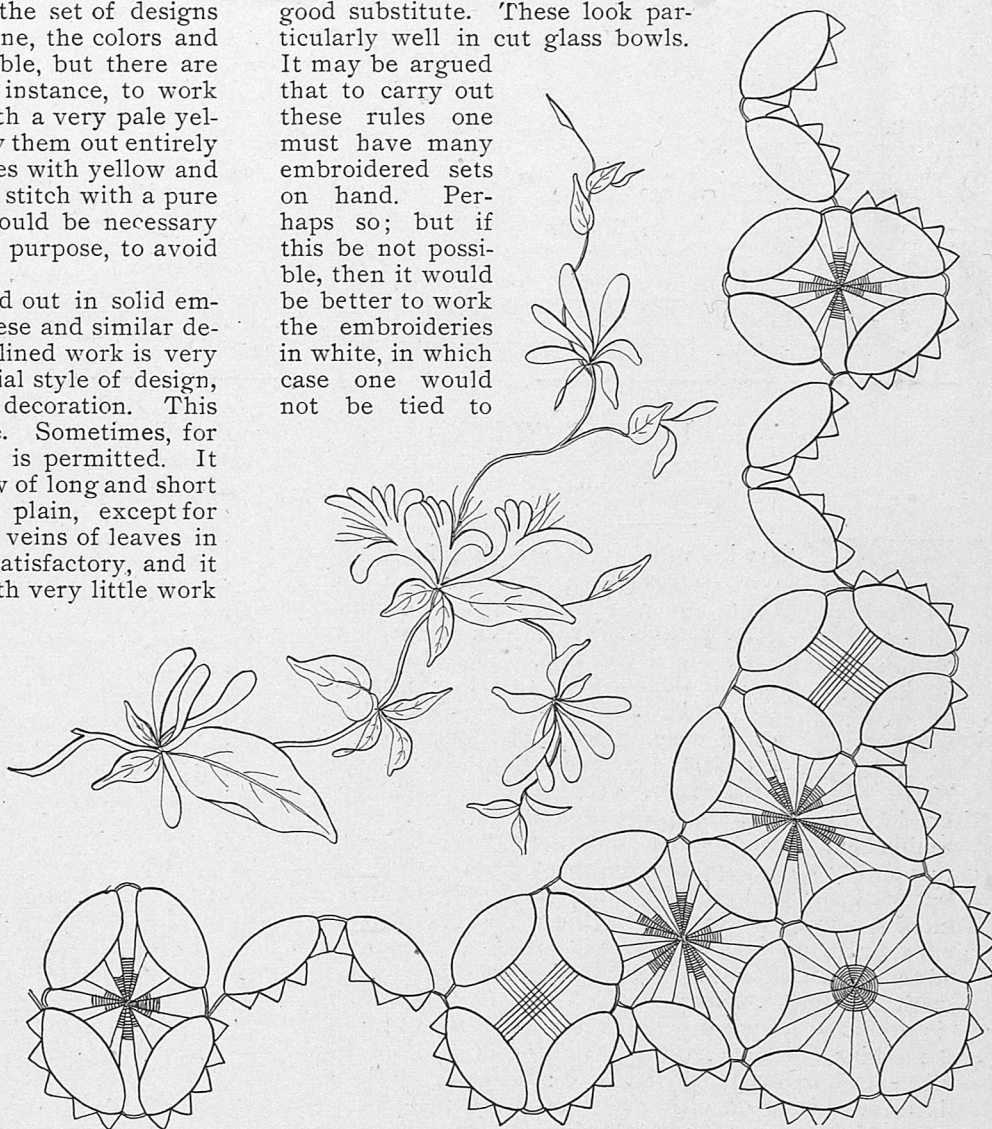 the set of designs
ne, the colors and
ble, but there are
instance, to work
th a very pale yel-
v them out entirely
es with yellow and
stitch with a pure
ould be necessary
purpose, to avoid
d out in solid em-
ese and similar de-
lined work is very
ial style of design,
decoration. This
e. Sometimes, for
is permitted. It
w of long and short
plain, except for
veins of leaves in
atisfactory, and it
th very little work
good substitute. These look par-
ticularly well in cut glass bowls.
It may be argued
that to carry out
these rules one
must have many
embroidered sets
on hand. Per-
haps so; but if
this be not possi-
ble, then it would
be better to work
the embroideries
in white, in which
case one would
not be tied to